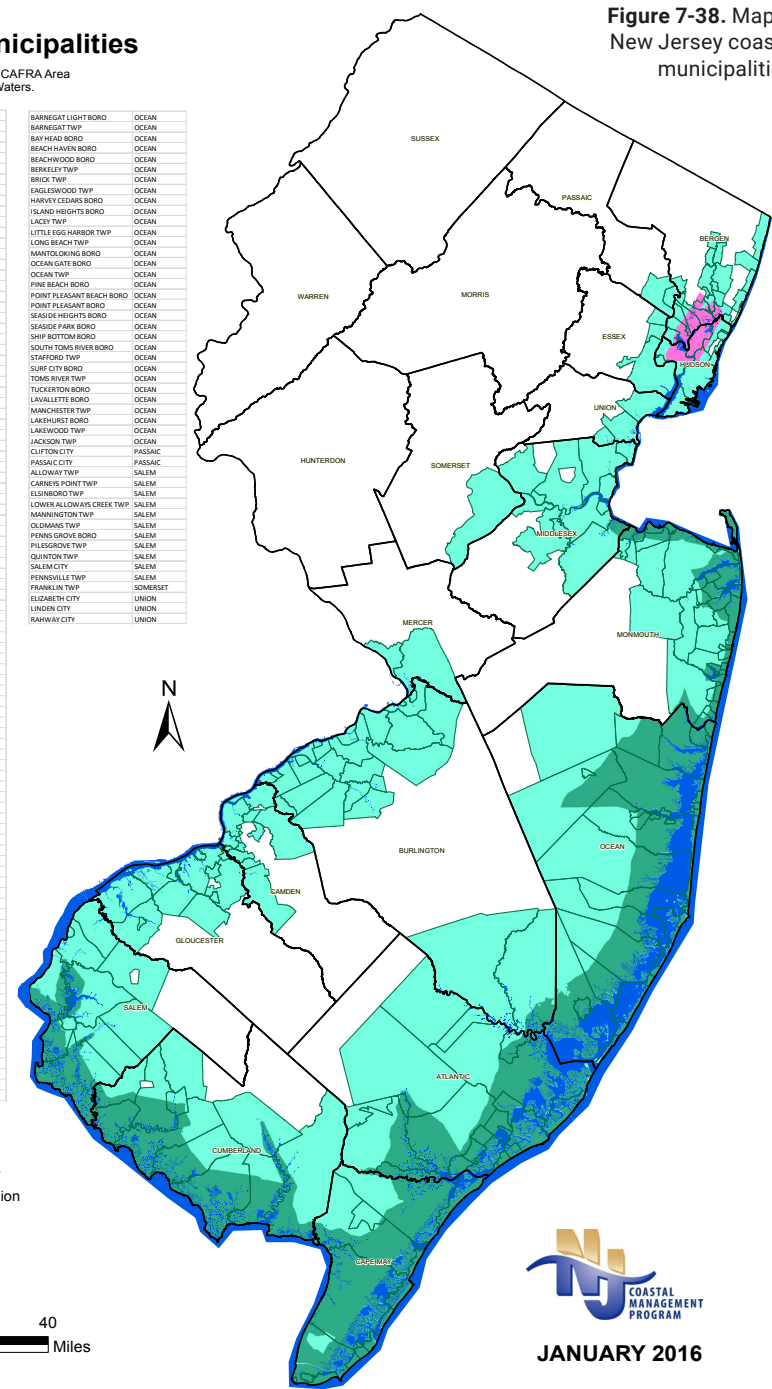 Figure 7-38. Map
New Jersey coas
municipalitie
nicipalities
CAFRA Area
Waters.
BARNEGAT LIGHT BORO OCEAN
BARNEGAT TWP OCEAN
BAY HEAD BORO OCEAN
BEACH HAVEN BORO OCEAN
BEACHWOOD BORO OCEAN
BERKELEY TWP OCEAN
BRICK TWP OCEAN
EAGLESWOOD TWP OCEAN
HARVEY CEDARS BORO OCEAN
ISLAND HEIGHTS BORO OCEAN
LACEY TWP OCEAN
LITTLE EGG HARBOR TWP OCEAN
LONG BEACH TWP OCEAN
MANTOLOKING BORO OCEAN
OCEAN GATE BORO OCEAN
OCEAN TWP OCEAN
PINE BEACH BORO OCEAN
POINT PLEASANT BEACH BORO OCEAN
POINT PLEASANT BORO OCEAN
SEASIDE HEIGHTS BORO OCEAN
SEASIDE PARK BORO OCEAN
SHIP BOTTOM BORO OCEAN
SOUTH TOMS RIVER BORO OCEAN
STAFFORD TWP OCEAN
SURF CITY BORO OCEAN
TOMS RIVER TWP OCEAN
TUCKERTON BORO OCEAN
LAVALLETTE BORO OCEAN
MANCHESTER TWP OCEAN
LAKEHURST BORO OCEAN
LAKEWOOD TWP OCEAN
JACKSON TWP OCEAN
CLIFTON CITY PASSAIC
PASSAIC CITY PASSAIC
ALLOWAY TWP SALEM
CARNEYS POINT TWP SALEM
ELSINBORO TWP SALEM
LOWER ALLOWAYS CREEK TWP SALEM
MANNINGTON TWP SALEM
OLDMANS TWP SALEM
PENNS GROVE BORO SALEM
PILESGROVE TWP SALEM
QUINTON TWP SALEM
SALEM CITY SALEM
PENNSVILLE TWP SALEM
FRANKLIN TWP SOMERSET
ELIZABETH CITY UNION
LINDEN CITY UNION
RAHWAY CITY UNION
SUSSEX
PASSAIC
BERGEN
WARREN
MORRIS
ESSEX
HUDSON
UNION
HUNTERDON
SOMERSET
MIDDLESEX
MERCER
MONMOUTH
N
OCEAN
BURLINGTON
CAMDEN
GLOUCESTER
SALEM
ATLANTIC
CUMBERLAND
CAPE MAY
ion
40
Miles
NJ
COASTAL
MANAGEMENT
PROGRAM
JANUARY 2016